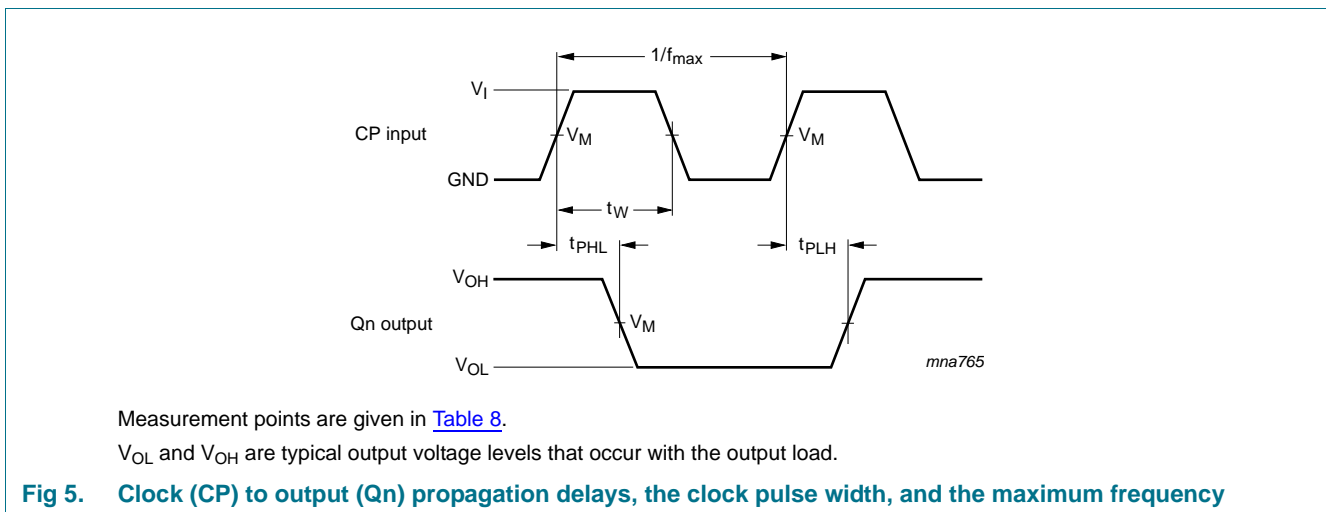 1/fmax
VI
CP input
VM
VM
GND
tW
tPHL
tPLH
VOH
Qn output
VM
VOL
mna765
Measurement points are given in Table 8.
VOL and VOH are typical output voltage levels that occur with the output load.
Fig 5. Clock (CP) to output (Qn) propagation delays, the clock pulse width, and the maximum frequency